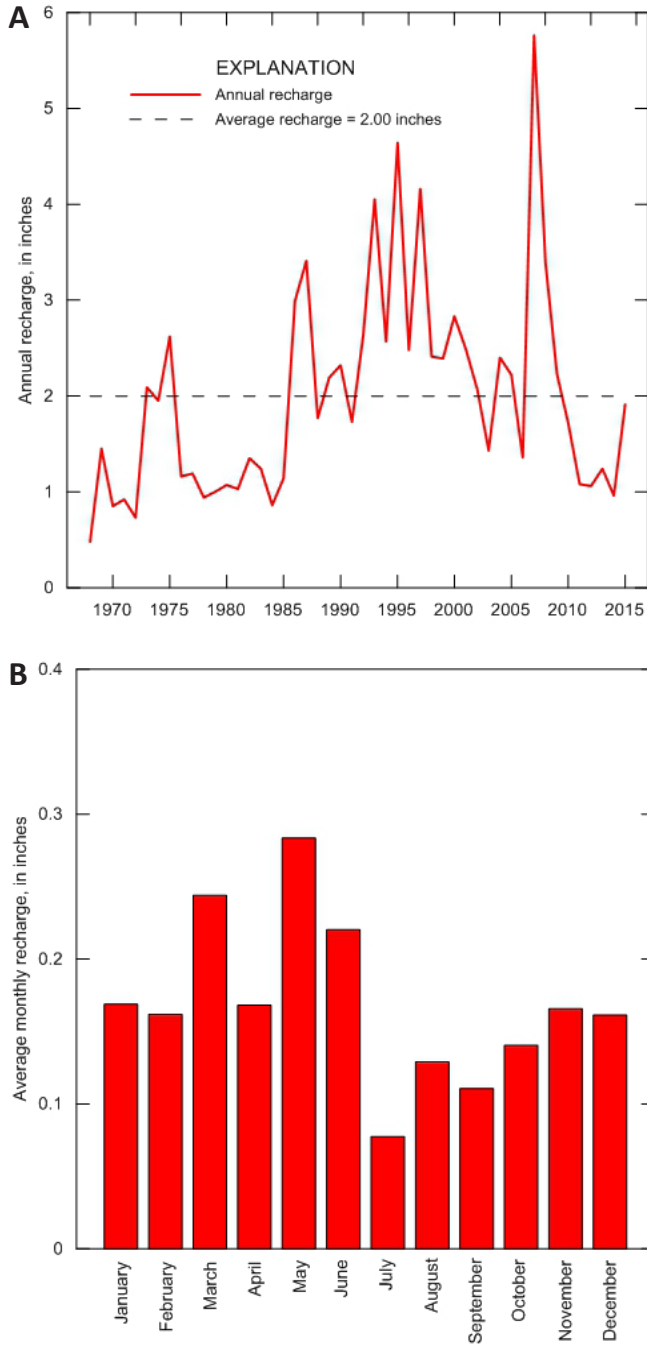 A
6
5
4
3
2
1
0
Annual recharge, in inches
EXPLANATION
Annual recharge
Average recharge = 2.00 inches
1970 1975 1980 1985 1990 1995 2000 2005 2010 2015
B
0.4
0.3
0.2
0.1
0
Average monthly recharge, in inches
January
February
March
April
May
June
July
August
September
October
November
December